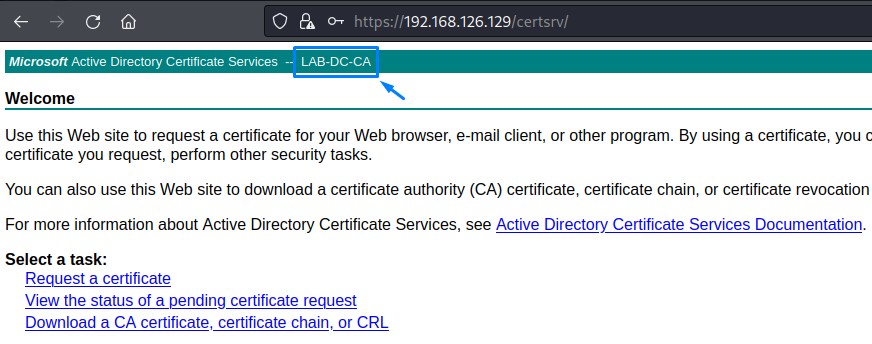 https://192.168.126.129/certsrv/
Microsoft Active Directory Certificate Services -- LAB-DC-CA
Welcome
Use this Web site to request a certificate for your Web browser, e-mail client, or other program. By using a certificate, you c
certificate you request, perform other security tasks.
You can also use this Web site to download a certificate authority (CA) certificate, certificate chain, or certificate revocation
For more information about Active Directory Certificate Services, see Active Directory Certificate Services Documentation.
Select a task:
Request a certificate
View the status of a pending certificate request
Download a CA certificate, certificate chain, or CRL